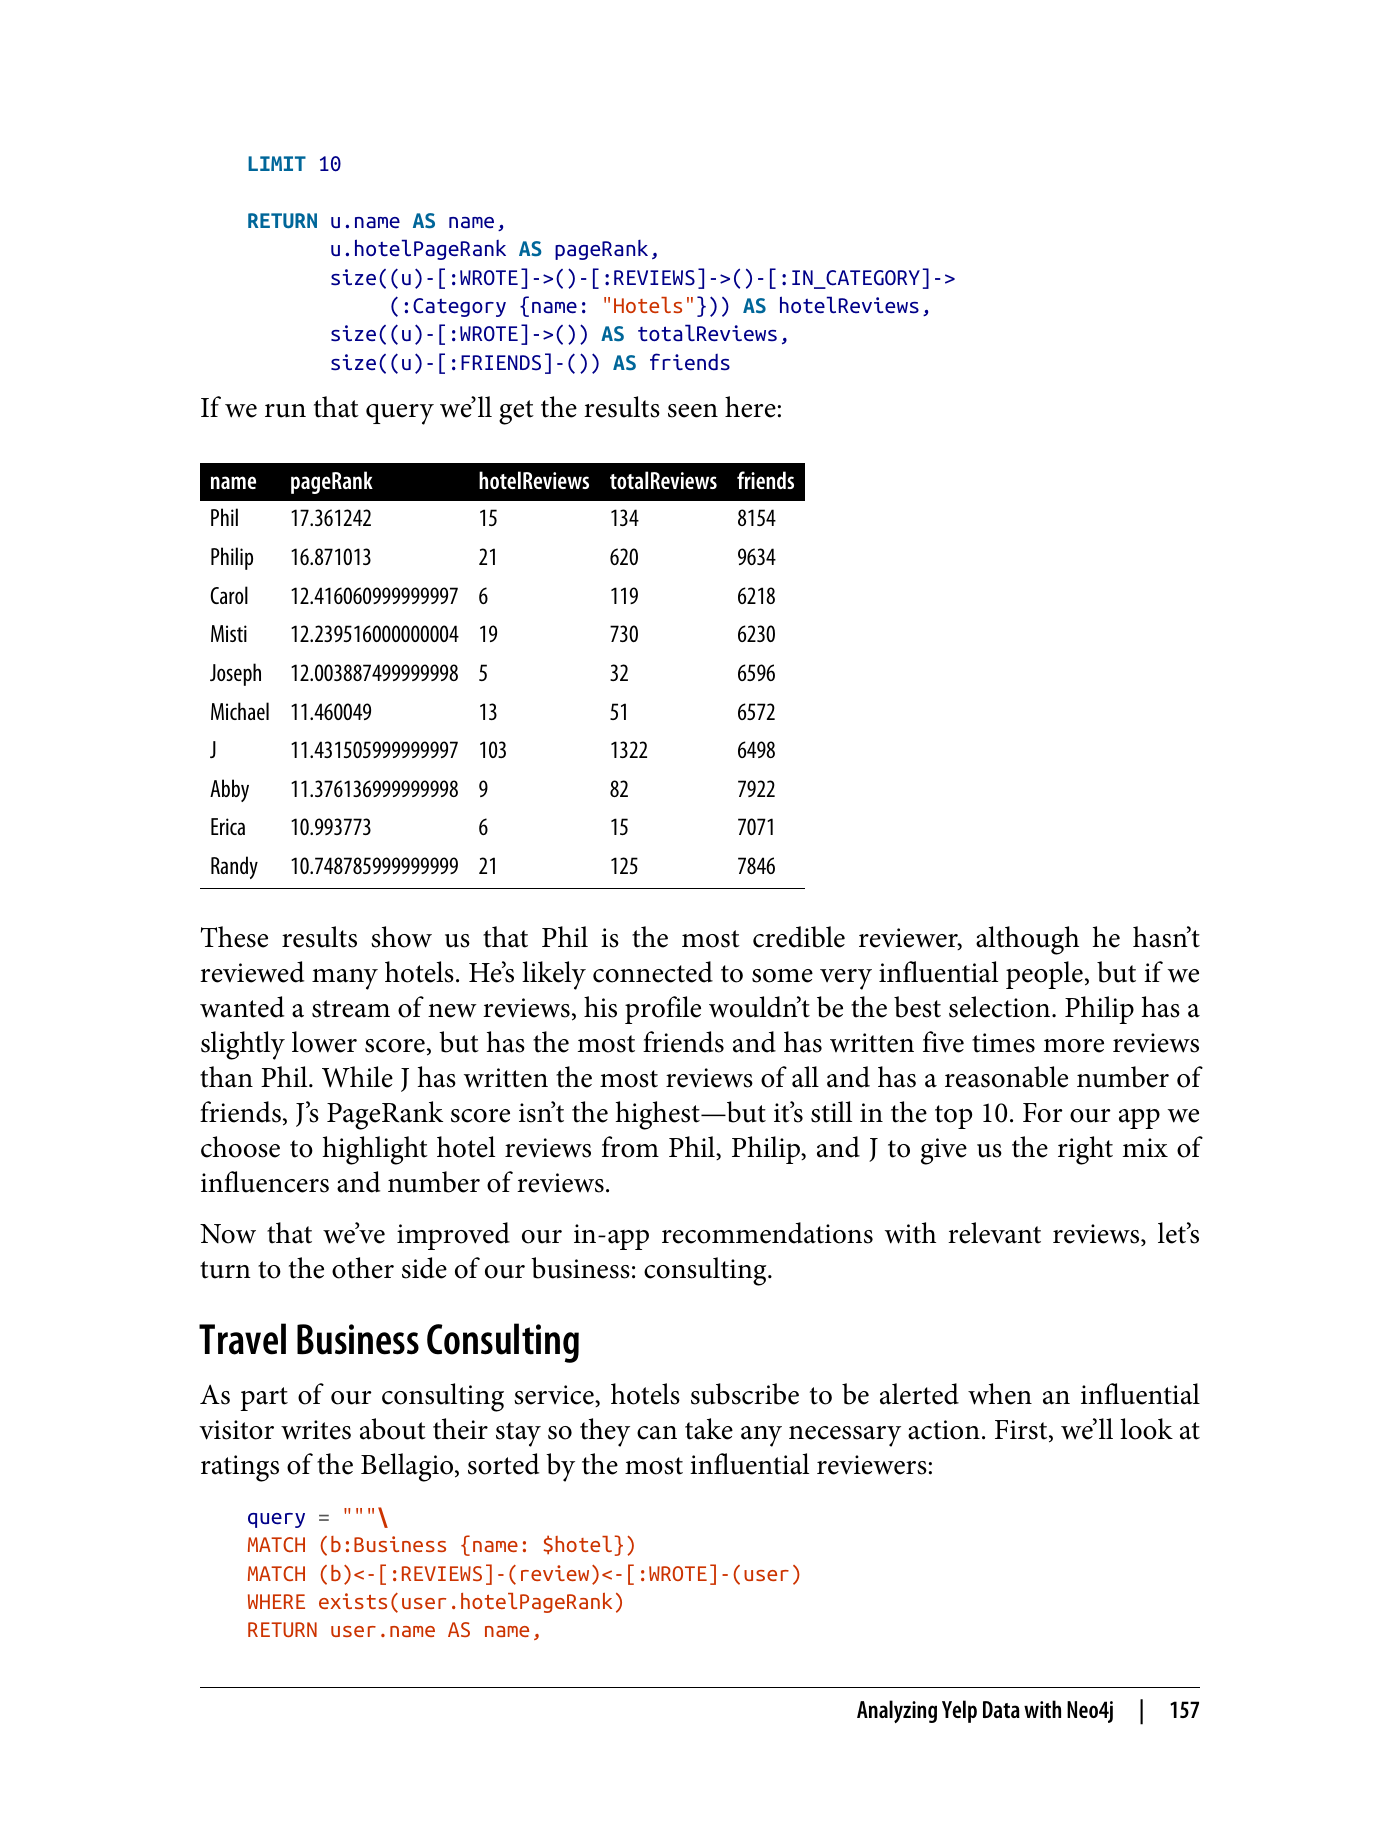 LIMIT 10
RETURN u.name AS name,
u.hotelPageRank AS pageRank,
size((u)-[:WROTE]->()-[:REVIEWS]->()-[:IN_CATEGORY]->
(:Category {name: "Hotels"})) AS hotelReviews,
size((u)-[:WROTE]->()) AS totalReviews,
size((u)-[:FRIENDS]-()) AS friends
If we run that query we’ll get the results seen here:
name pageRank hotelReviews totalReviews friends
Phil 17.361242 15 134 8154
Philip 16.871013 21 620 9634
Carol 12.416060999999997 6 119 6218
Misti 12.239516000000004 19 730 6230
Joseph 12.003887499999998 5 32 6596
Michael 11.460049 13 51 6572
J 11.431505999999997 103 1322 6498
Abby 11.376136999999998 9 82 7922
Erica 10.993773 6 15 7071
Randy 10.748785999999999 21 125 7846
These results show us that Phil is the most credible reviewer, although he hasn’t
reviewed many hotels. He’s likely connected to some very influential people, but if we
wanted a stream of new reviews, his profile wouldn’t be the best selection. Philip has a
slightly lower score, but has the most friends and has written five times more reviews
than Phil. While J has written the most reviews of all and has a reasonable number of
friends, J’s PageRank score isn’t the highest—but it’s still in the top 10. For our app we
choose to highlight hotel reviews from Phil, Philip, and J to give us the right mix of
influencers and number of reviews.
Now that we’ve improved our in-app recommendations with relevant reviews, let’s
turn to the other side of our business: consulting.
Travel Business Consulting
As part of our consulting service, hotels subscribe to be alerted when an influential
visitor writes about their stay so they can take any necessary action. First, we’ll look at
ratings of the Bellagio, sorted by the most influential reviewers:
query = """\
MATCH (b:Business {name: $hotel})
MATCH (b)<-[:REVIEWS]-(review)<-[:WROTE]-(user)
WHERE exists(user.hotelPageRank)
RETURN user.name AS name,
Analyzing Yelp Data with Neo4j | 157